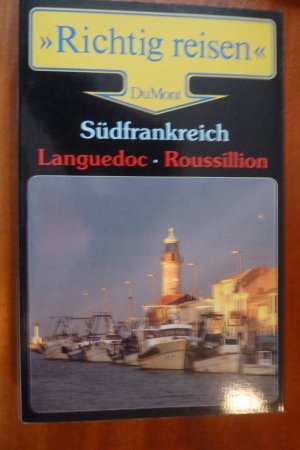 »Richtig reisen«
DuMont
Südfrankreich
Languedoc - Roussillion